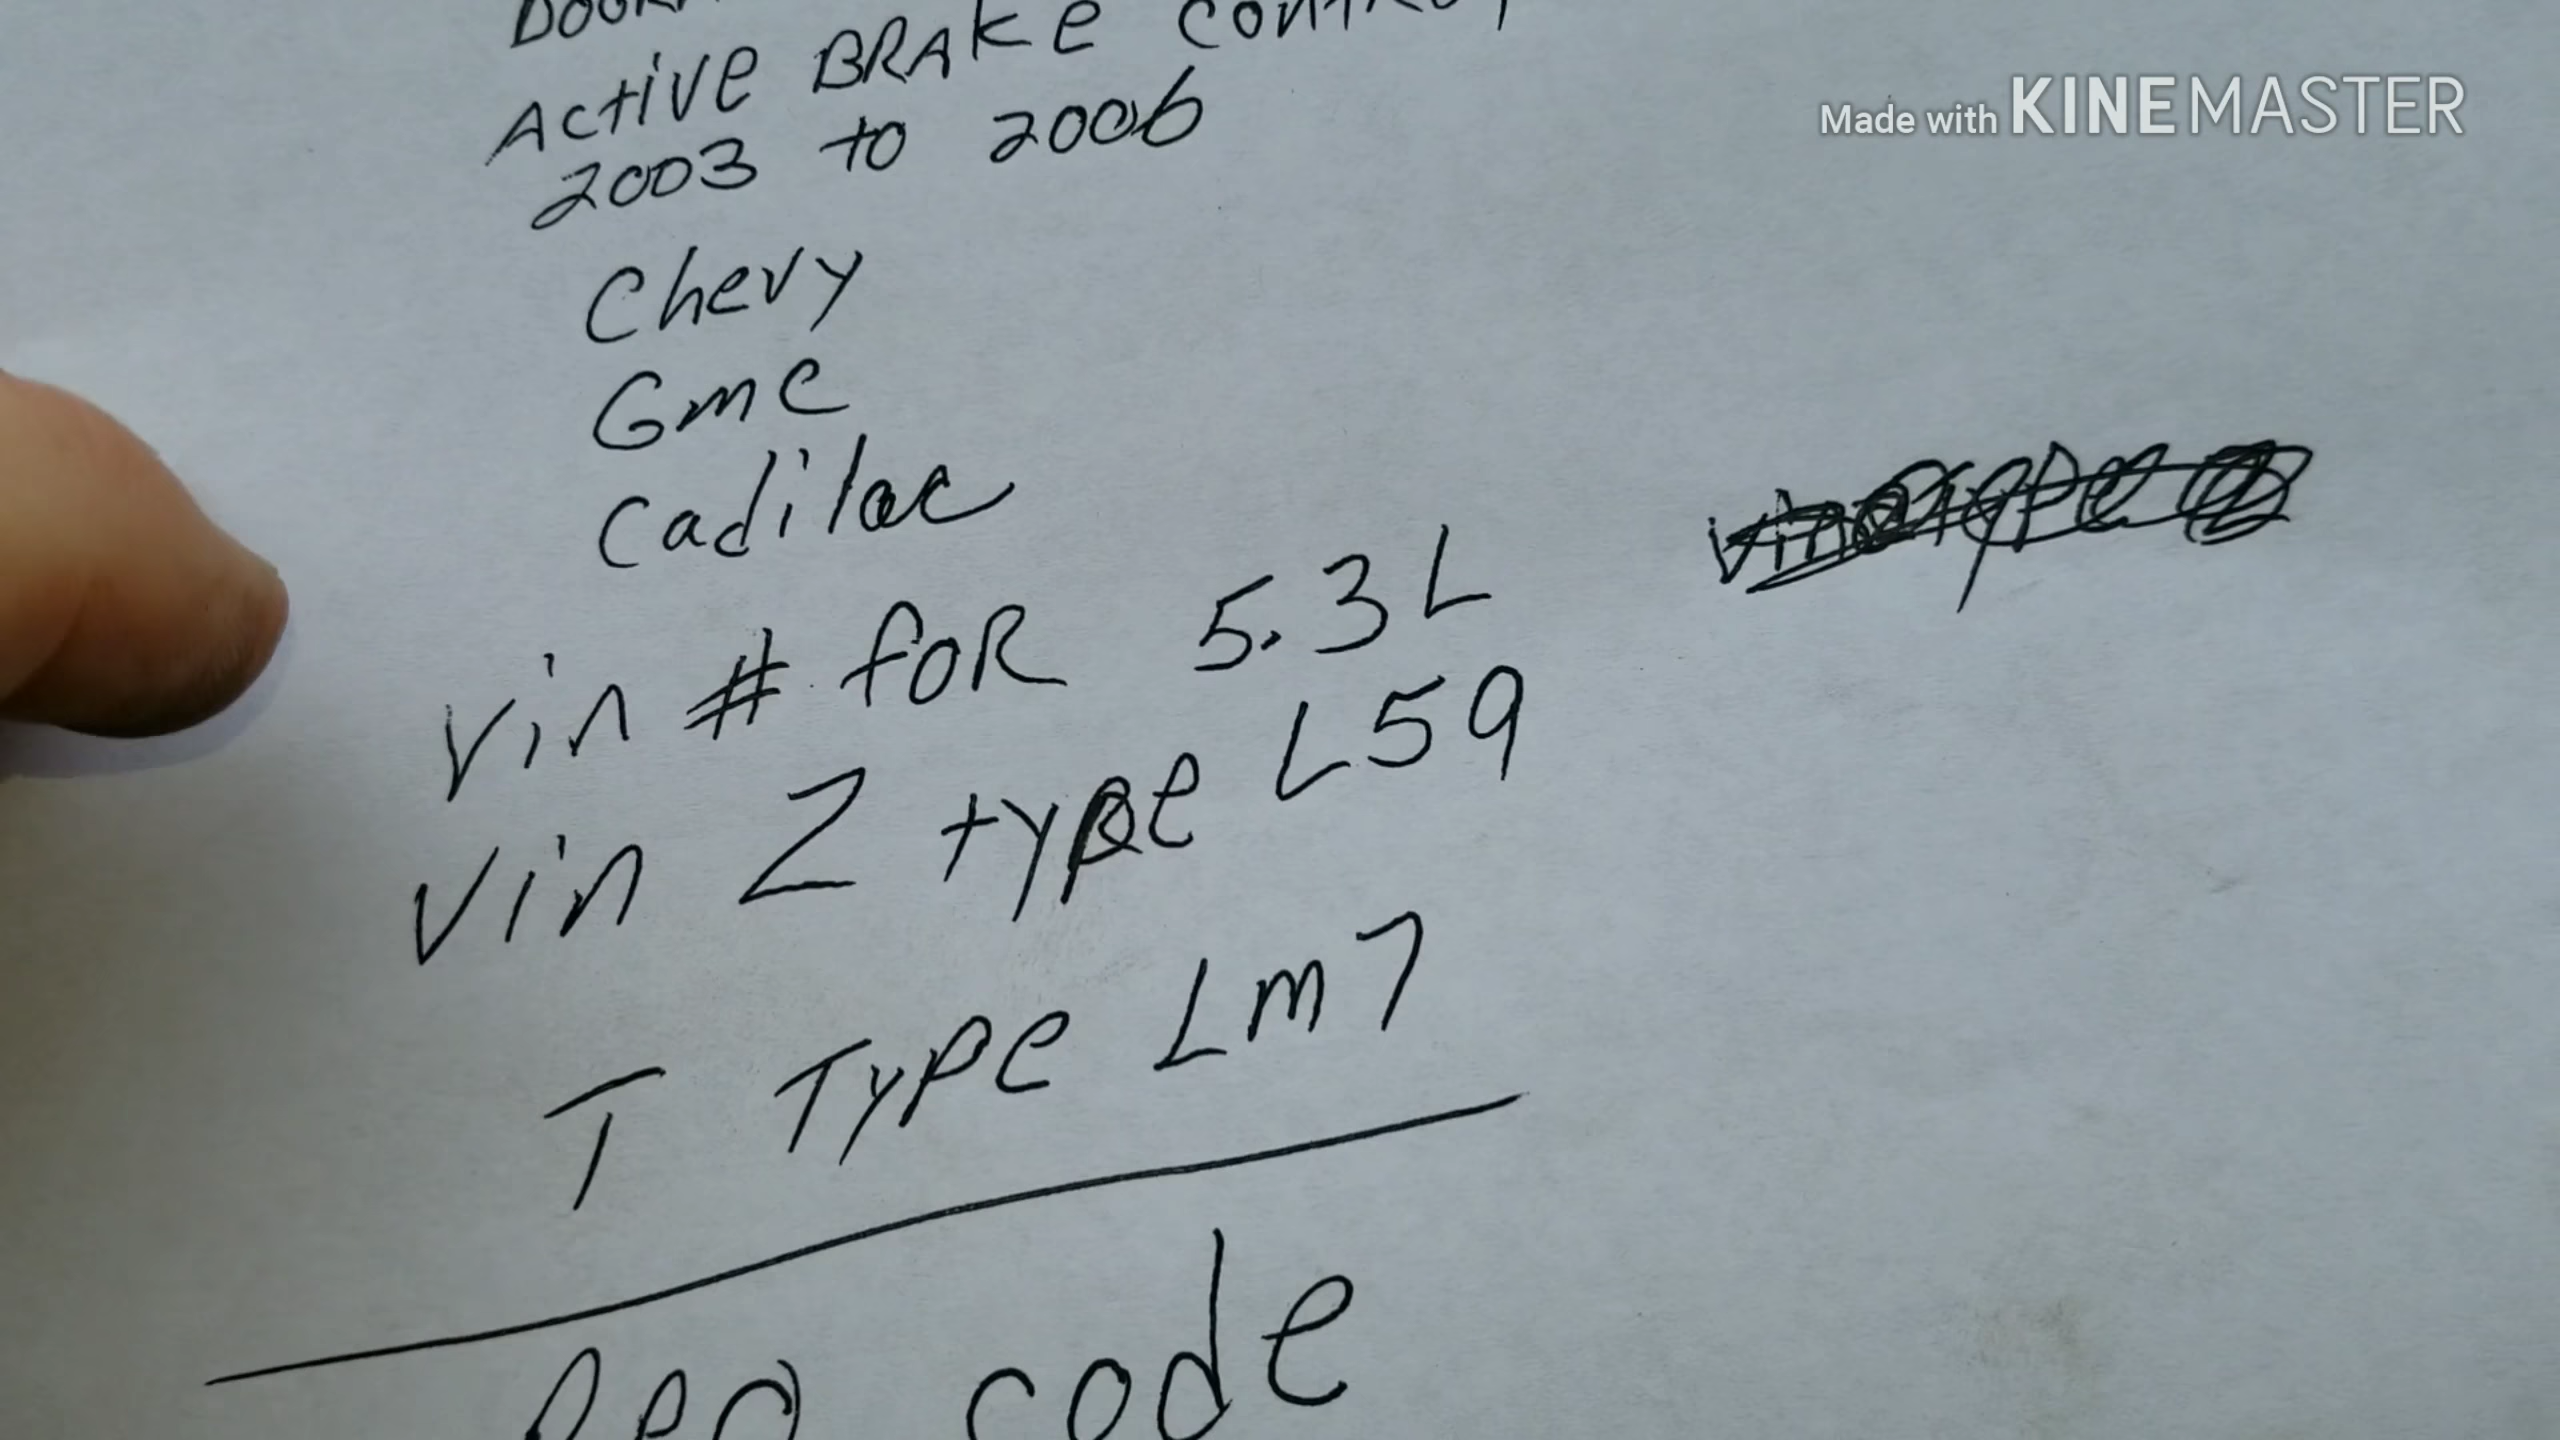 Active BRAKe
2003 to 2006
Made with KINEMASTER
Chevy
Gmc
Cadilac
Vin # foR 5.3L
Vin Z type L59
T Type Lm7
code